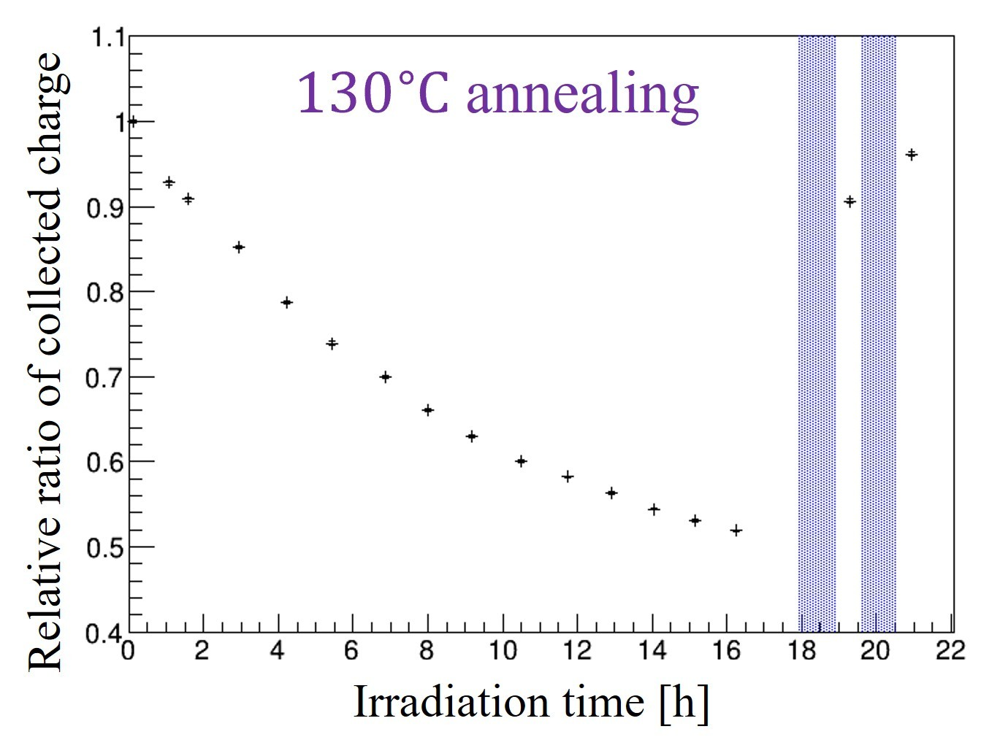 130°C annealing
Relative ratio of collected charge
1.1
1
0.9
0.8
0.7
0.6
0.5
0.4
0 2 4 6 8 10 12 14 16 18 20 22
Irradiation time [h]